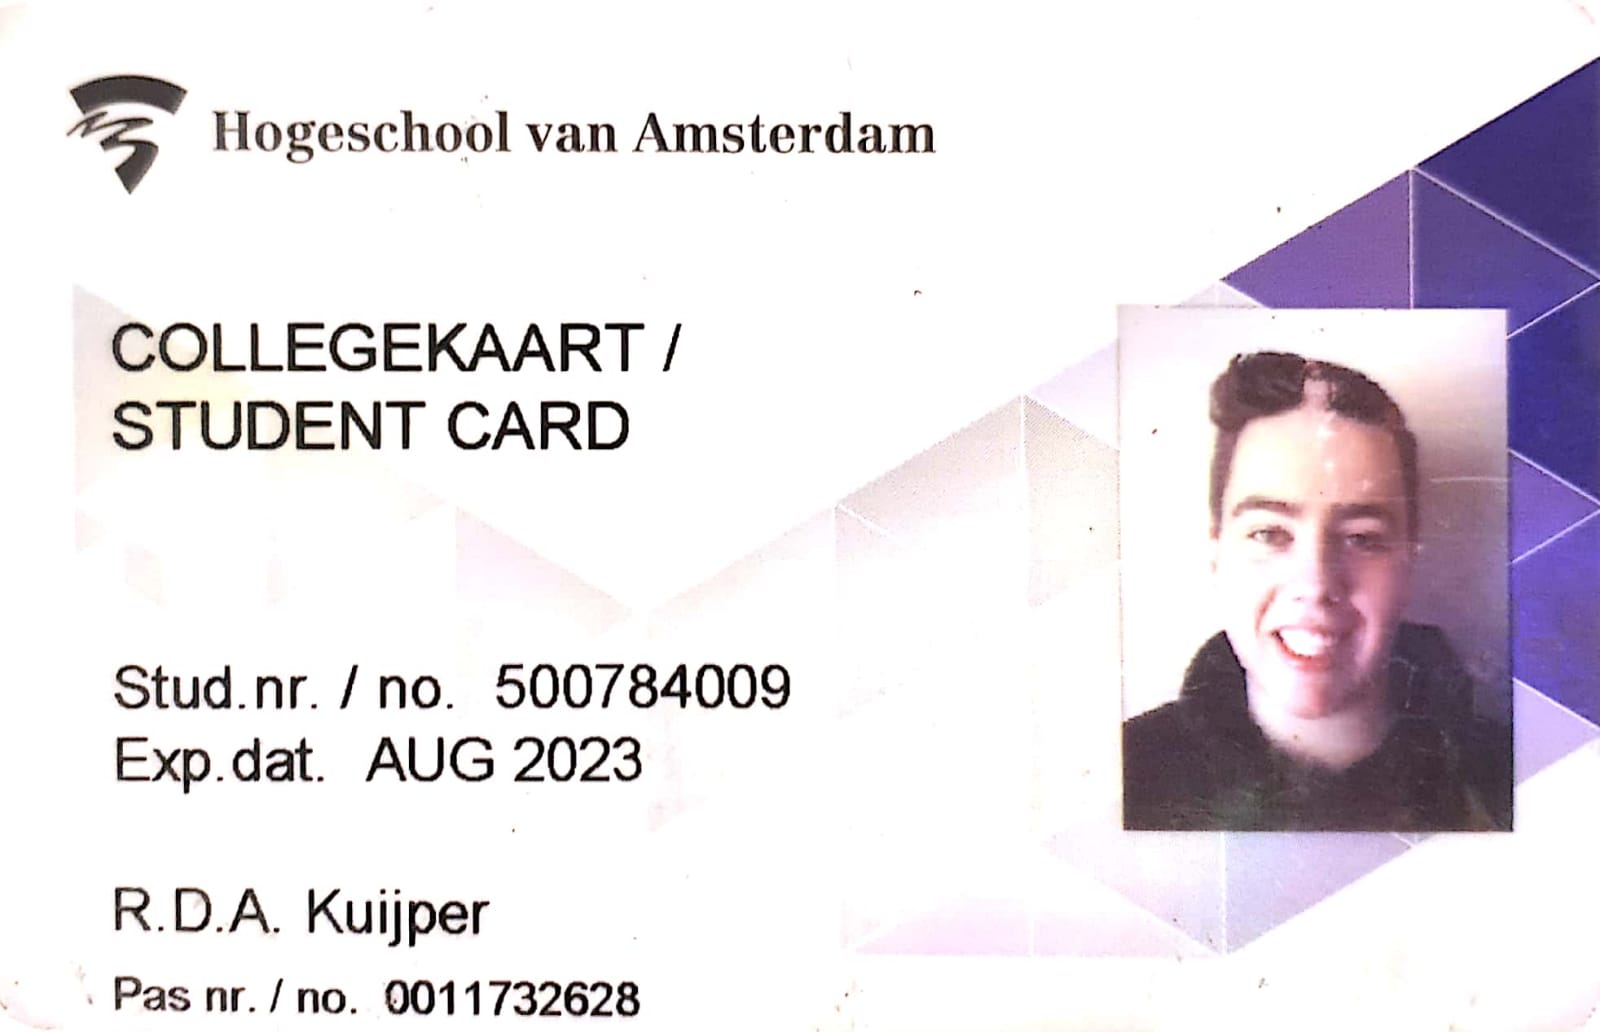 Hogeschool van Amsterdam
COLLEGEKAART /
STUDENT CARD
Stud.nr. / no. 500784009
Exp.dat. AUG 2023
R.D.A. Kuijper
Pas nr. / no. 0011732628